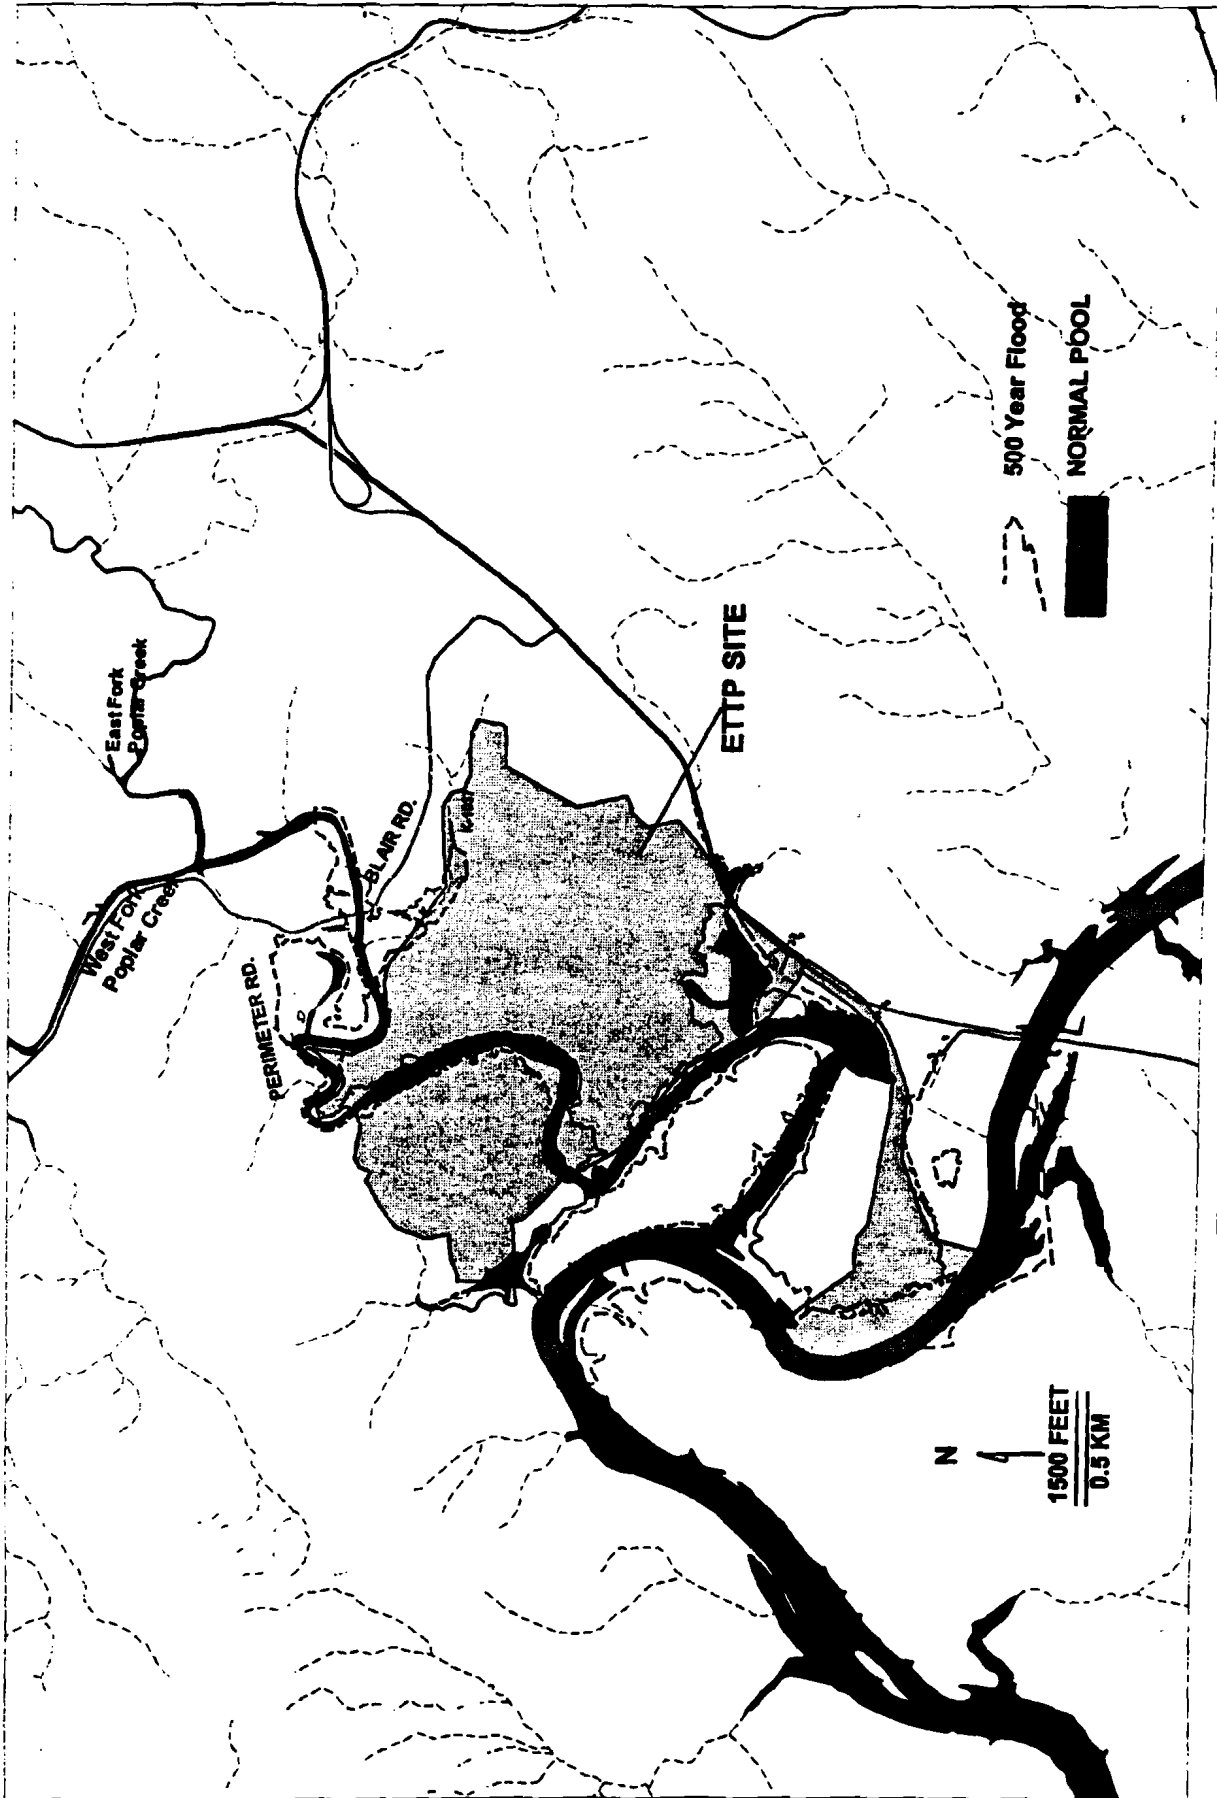 East Fork
Poplar Creek
West Fork
Poplar Creek
BLAIR RD.
PERIMETER RD.
ETTP SITE
500 Year Flood
NORMAL POOL
N
1500 FEET
0.5 KM